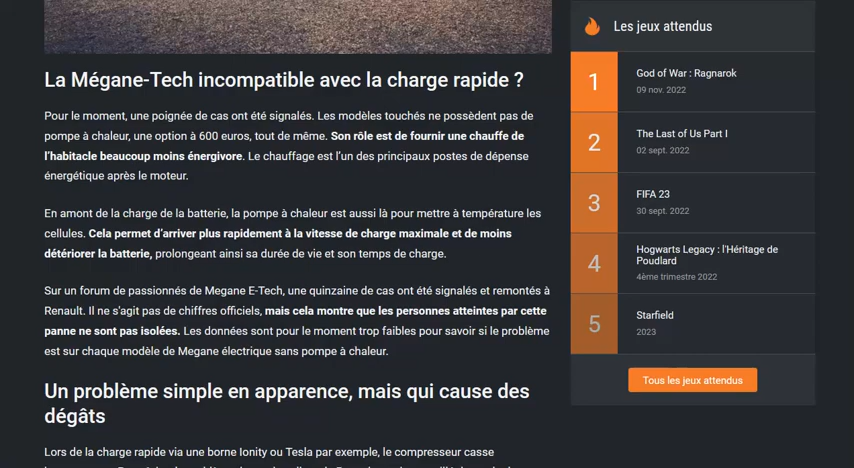 La Mégane-Tech incompatible avec la charge rapide ?
Pour le moment, une poignée de cas ont été signalés. Les modèles touchés ne possèdent pas de
pompe à chaleur, une option à 600 euros, tout de même. Son rôle est de fournir une chauffe de
l'habitacle beaucoup moins énergivore. Le chauffage est l'un des principaux postes de dépense
énergétique après le moteur.
En amont de la charge de la batterie, la pompe à chaleur est aussi là pour mettre à température les
cellules. Cela permet d'arriver plus rapidement à la vitesse de charge maximale et de moins
détériorer la batterie, prolongeant ainsi sa durée de vie et son temps de charge.
Sur un forum de passionnés de Megane E-Tech, une quinzaine de cas ont été signalés et remontés à
Renault. Il ne s'agit pas de chiffres officiels, mais cela montre que les personnes atteintes par cette
panne ne sont pas isolées. Les données sont pour le moment trop faibles pour savoir si le problème
est sur chaque modèle de Megane électrique sans pompe à chaleur.
Un problème simple en apparence, mais qui cause des
dégâts
Lors de la charge rapide via une borne Ionity ou Tesla par exemple, le compresseur casse
Les jeux attendus
1
God of War : Ragnarok
09 nov. 2022
2
The Last of Us Part I
02 sept. 2022
3
FIFA 23
30 sept. 2022
4
Hogwarts Legacy : l'Héritage de
Poudlard
4ème trimestre 2022
5
Starfield
2023
Tous les jeux attendus